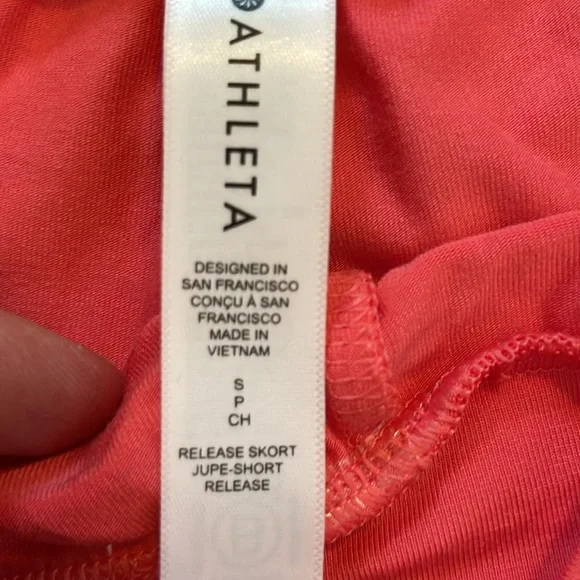 ATHLETA
DESIGNED IN
SAN FRANCISCO
CONÇU À SAN
FRANCISCO
MADE IN
VIETNAM
S
P
CH
RELEASE SKORT
JUPE-SHORT
RELEASE